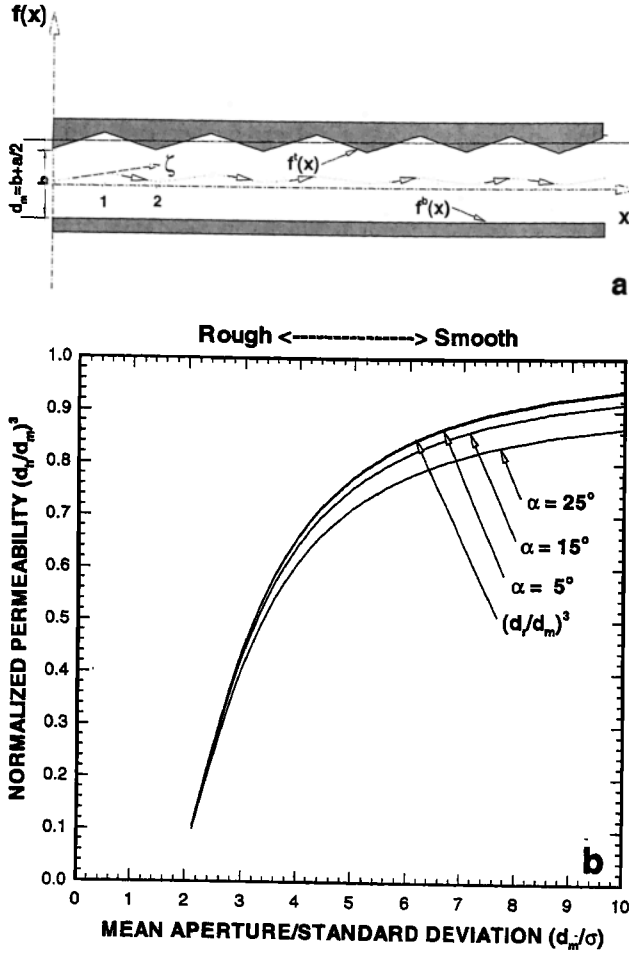 f(x)
d_m=b+a/2
b
ζ
fᵗ(x)
1
2
fᵇ(x)
x
a
Rough <----------> Smooth
1.0
0.9
0.8
0.7
0.6
0.5
0.4
0.3
0.2
0.1
0.0
NORMALIZED PERMEABILITY (d_h/d_m)³
α = 25°
α = 15°
α = 5°
(d_r/d_m)³
b
0 1 2 3 4 5 6 7 8 9 10
MEAN APERTURE/STANDARD DEVIATION (d_m/σ)